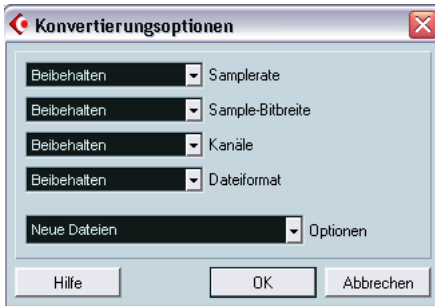 Konvertierungsoptionen
Beibehalten Samplerate
Beibehalten Sample-Bitbreite
Beibehalten Kanäle
Beibehalten Dateiformat
Neue Dateien Optionen
Hilfe OK Abbrechen